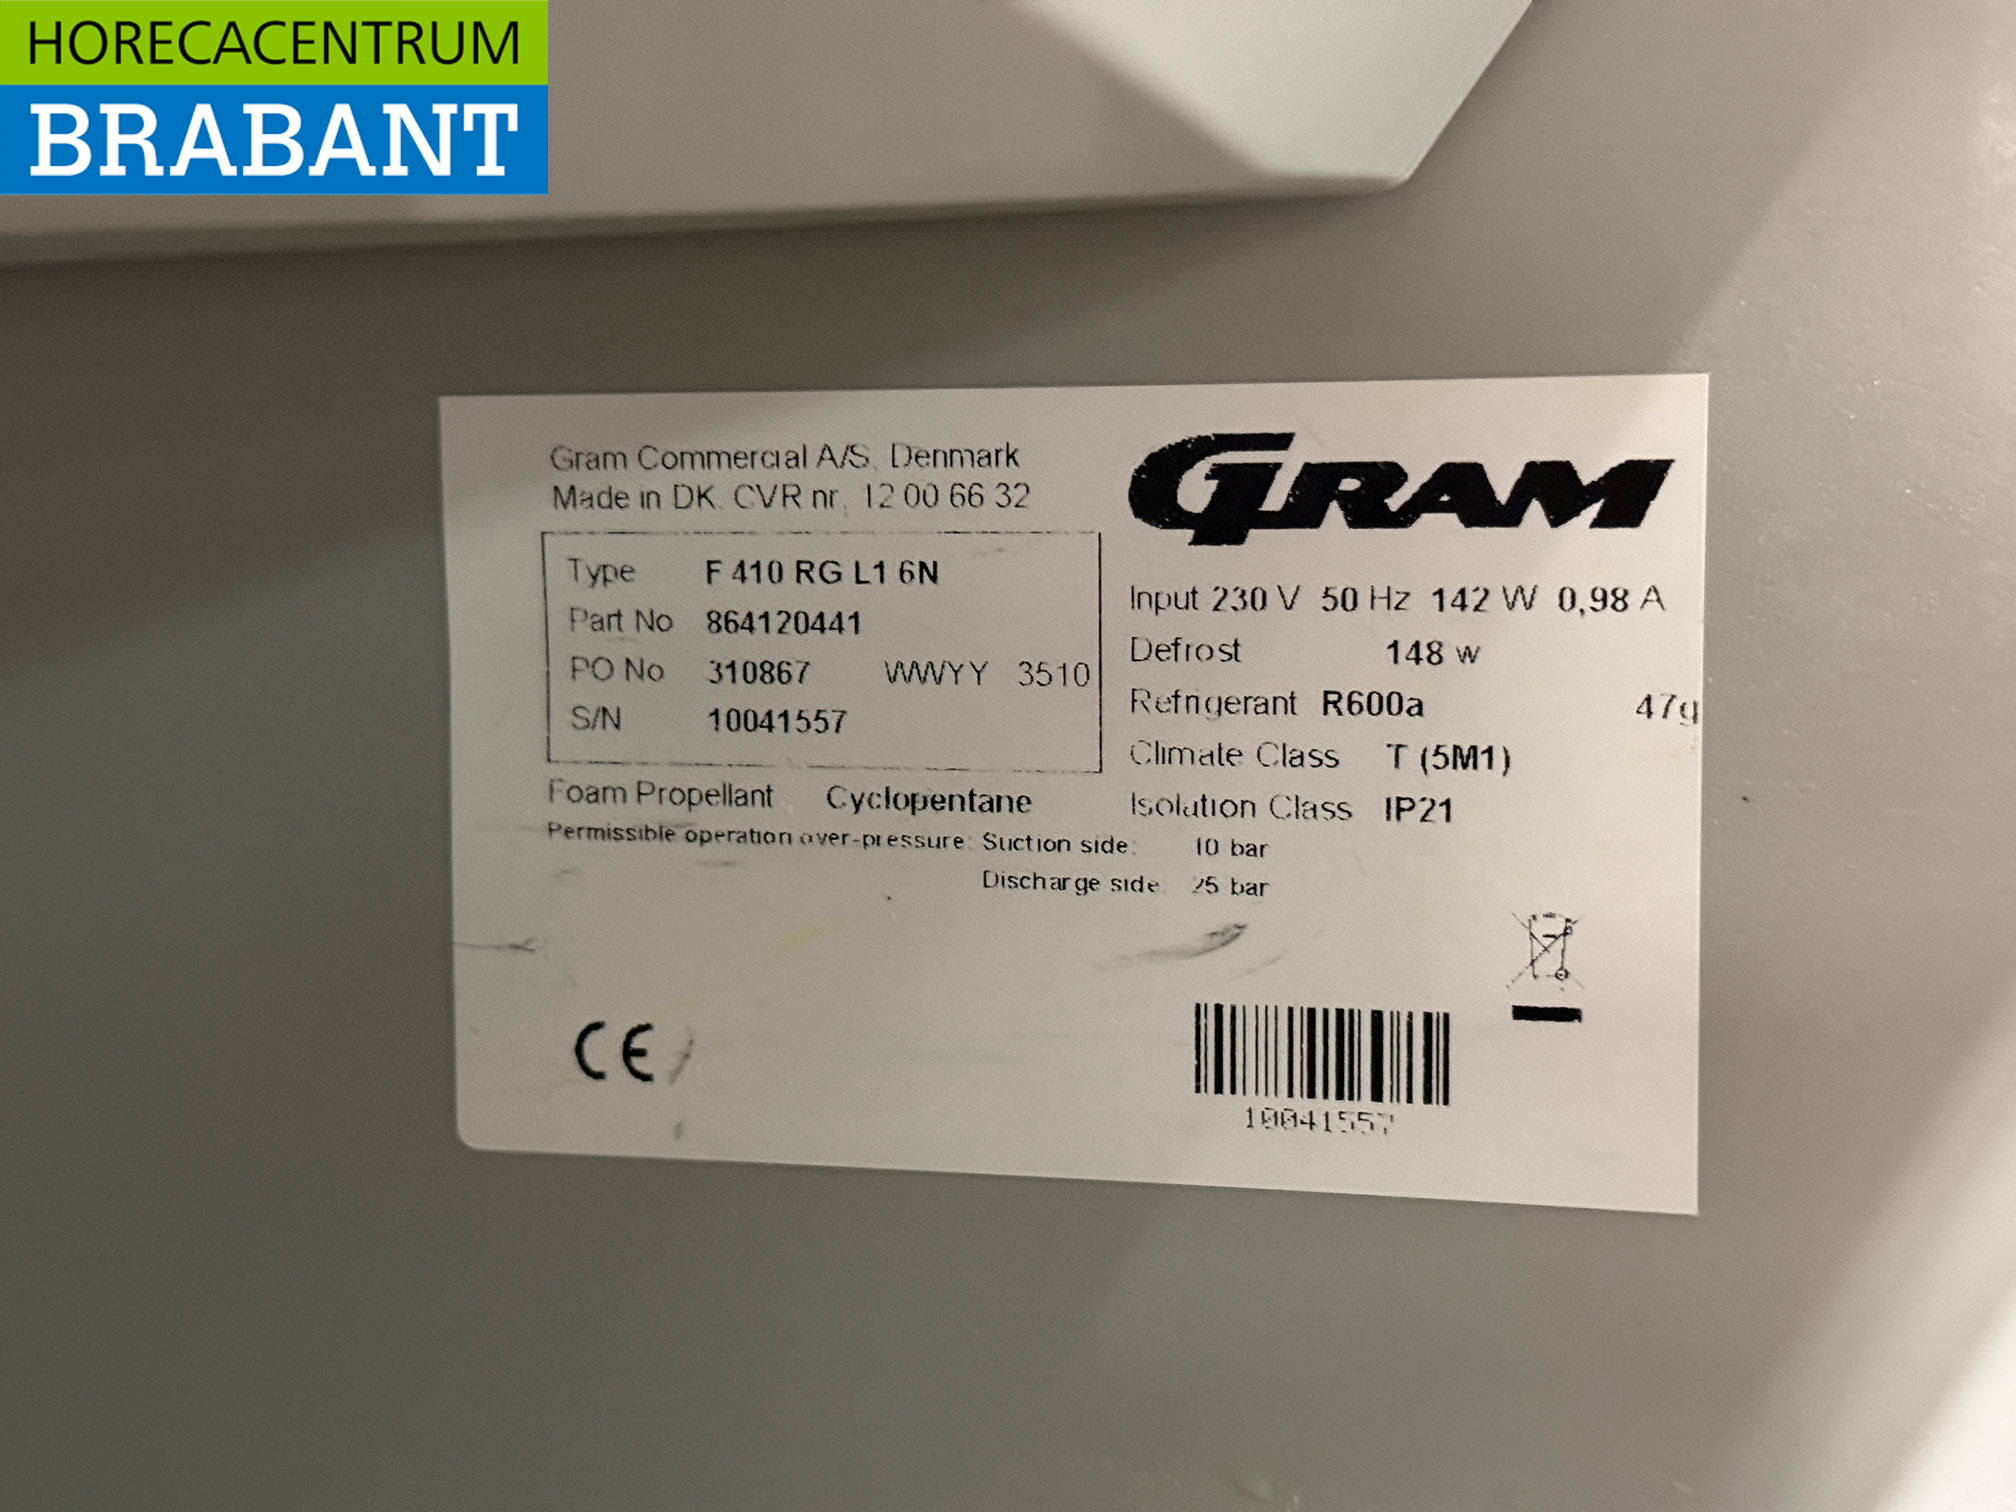 HORECACENTRUM
BRABANT
Gram Commercial A/S, Denmark
Made in DK. CVR nr. 12 00 66 32
GRAM
Type F 410 RG L1 6N
Part No 864120441
PO No 310867 WWYY 3510
S/N 10041557
Input 230 V 50 Hz 142 W 0,98 A
Defrost 148 w
Refrigerant R600a 47g
Climate Class T (5M1)
Isolation Class IP21
Foam Propellant Cyclopentane
Permissible operation over-pressure: Suction side: 10 bar
Discharge side: 25 bar
CE
10041557